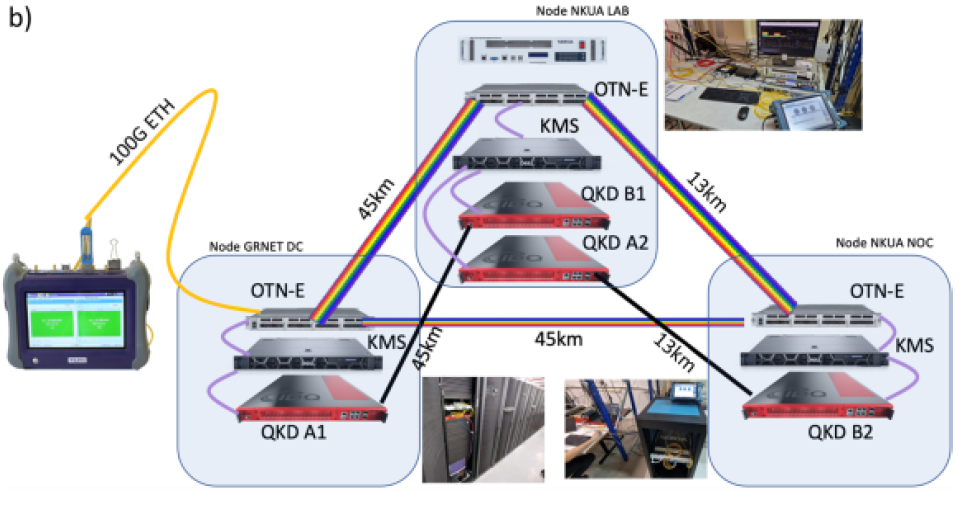 b)
Node NKUA LAB
OTN-E
100G ETH
KMS
45km
13km
QKD B1
QKD A2
Node GRNET DC
Node NKUA NOC
OTN-E
OTN-E
KMS
45km
45km
13km
KMS
QKD A1
QKD B2